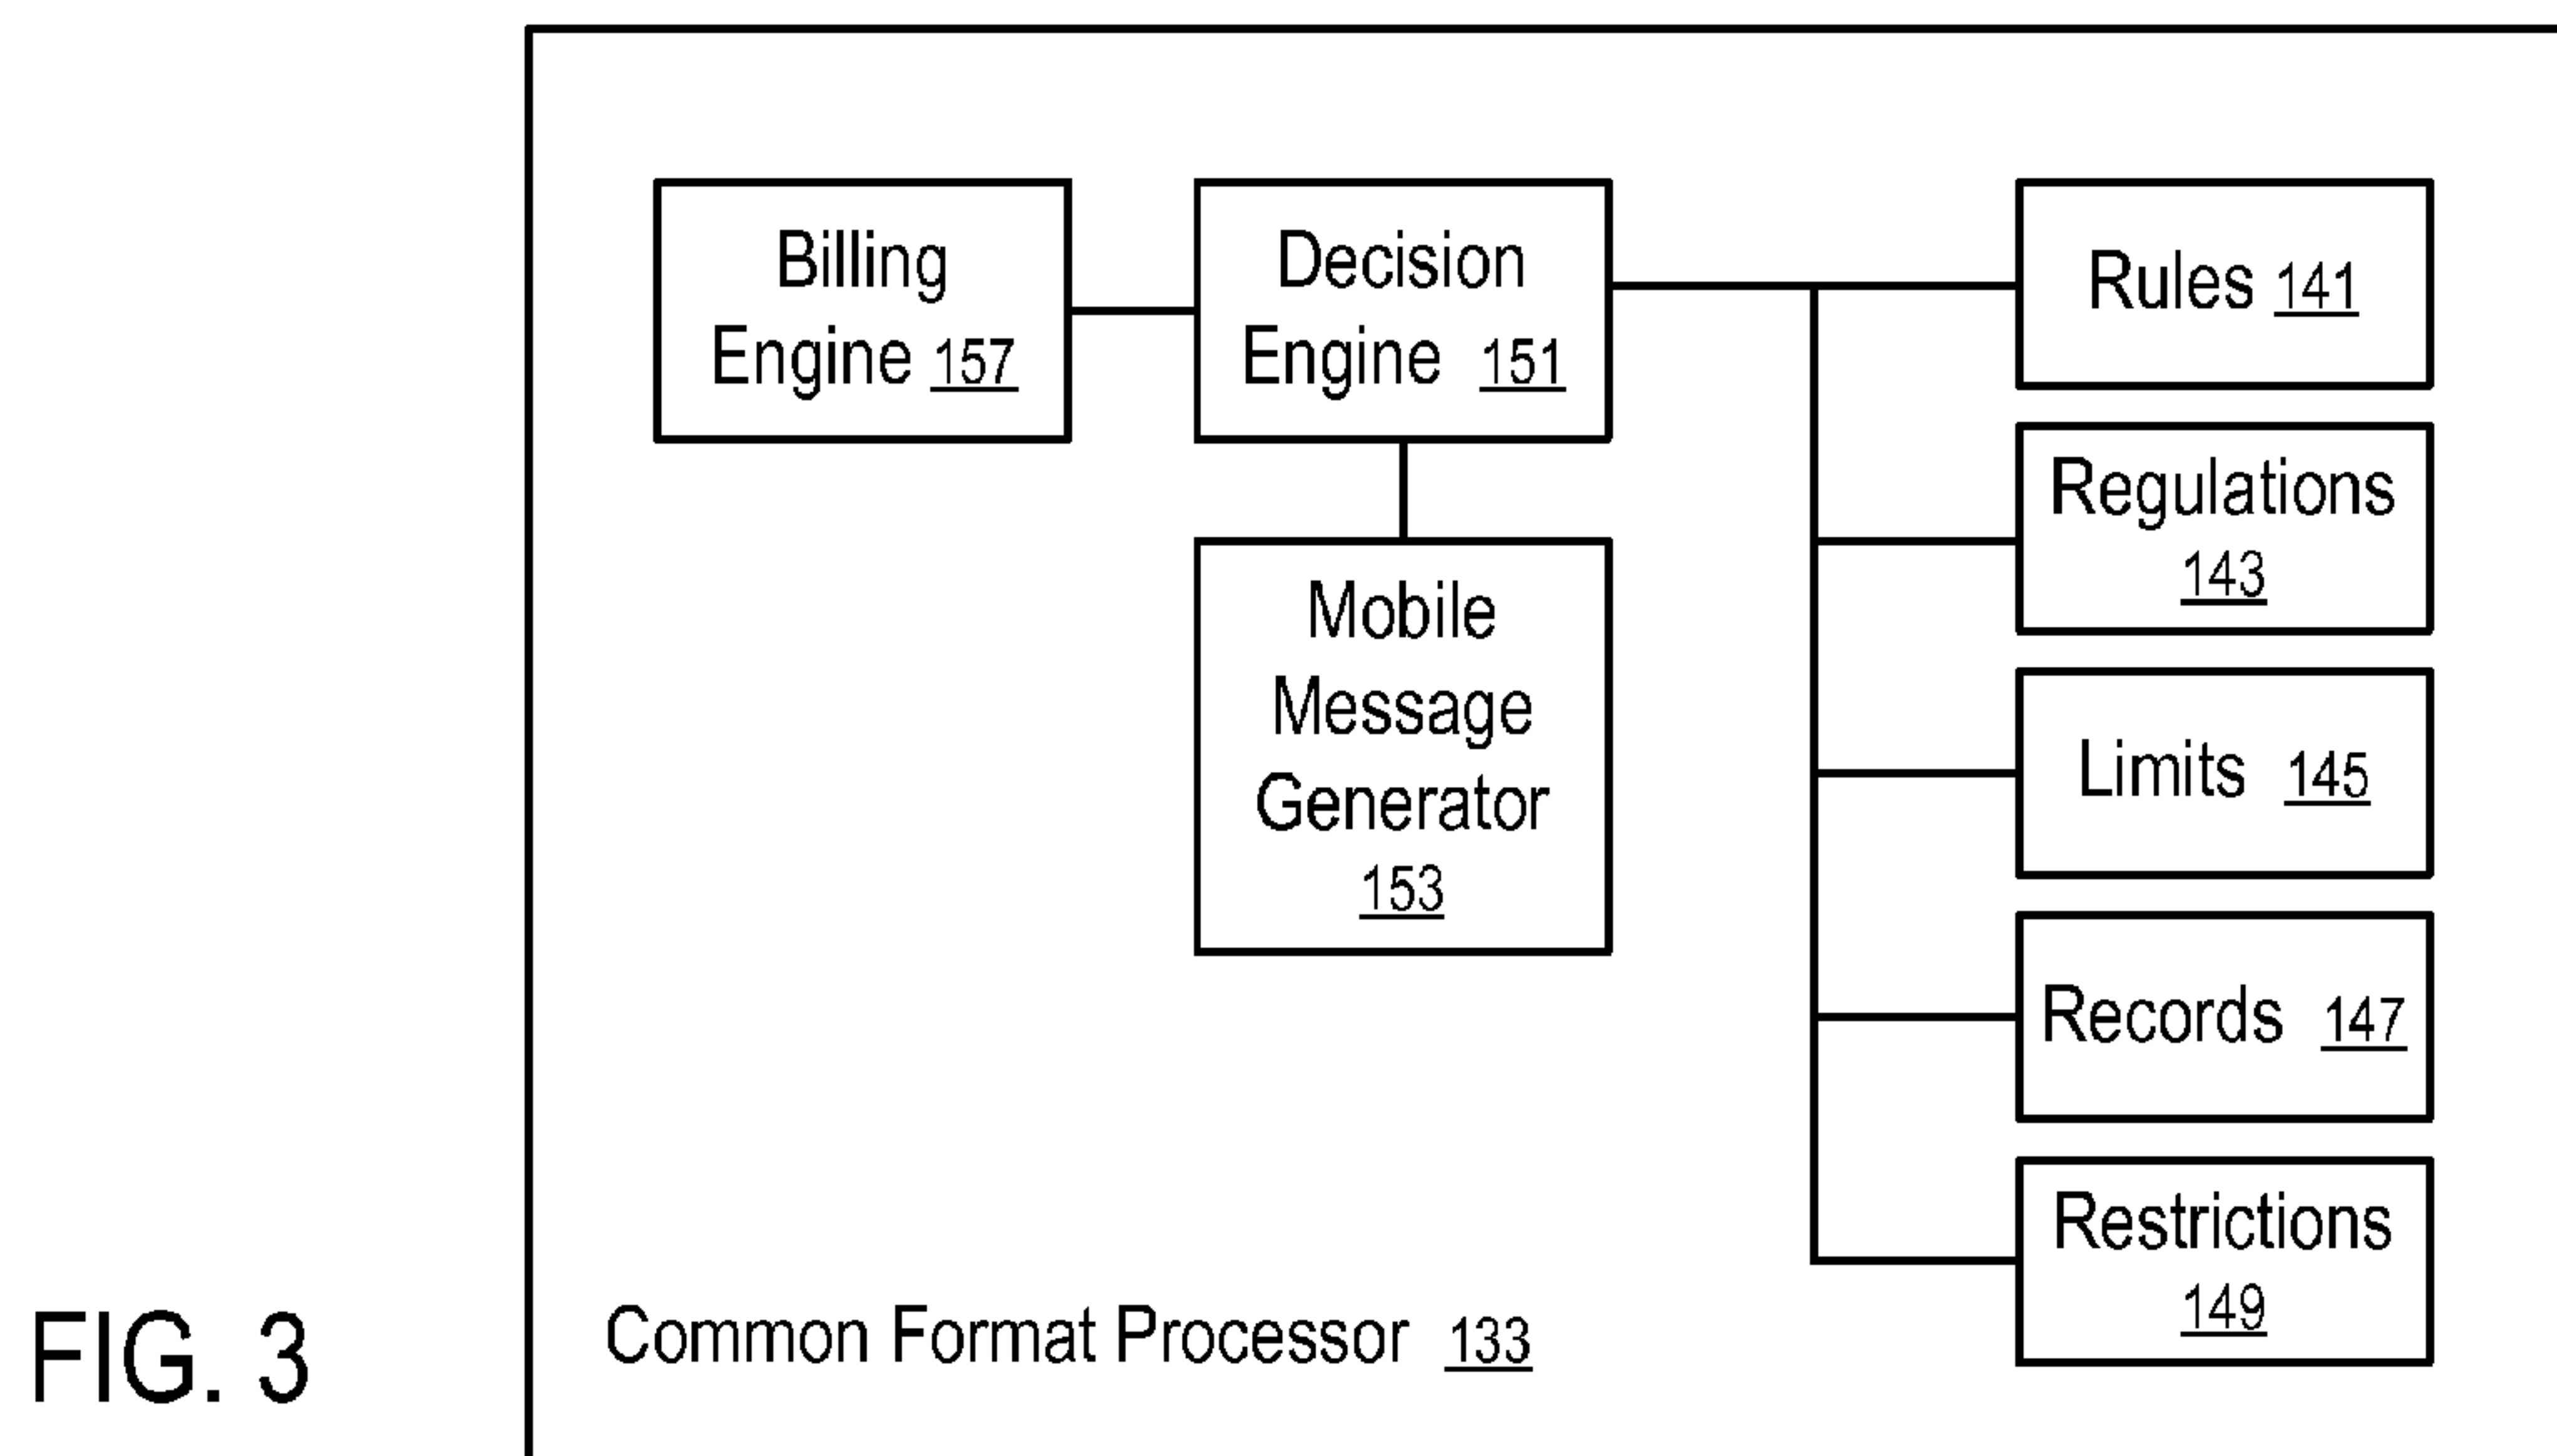 Billing
Engine 157
Decision
Engine 151
Mobile
Message
Generator
153
Rules 141
Regulations
143
Limits 145
Records 147
Restrictions
149
Common Format Processor 133
FIG. 3